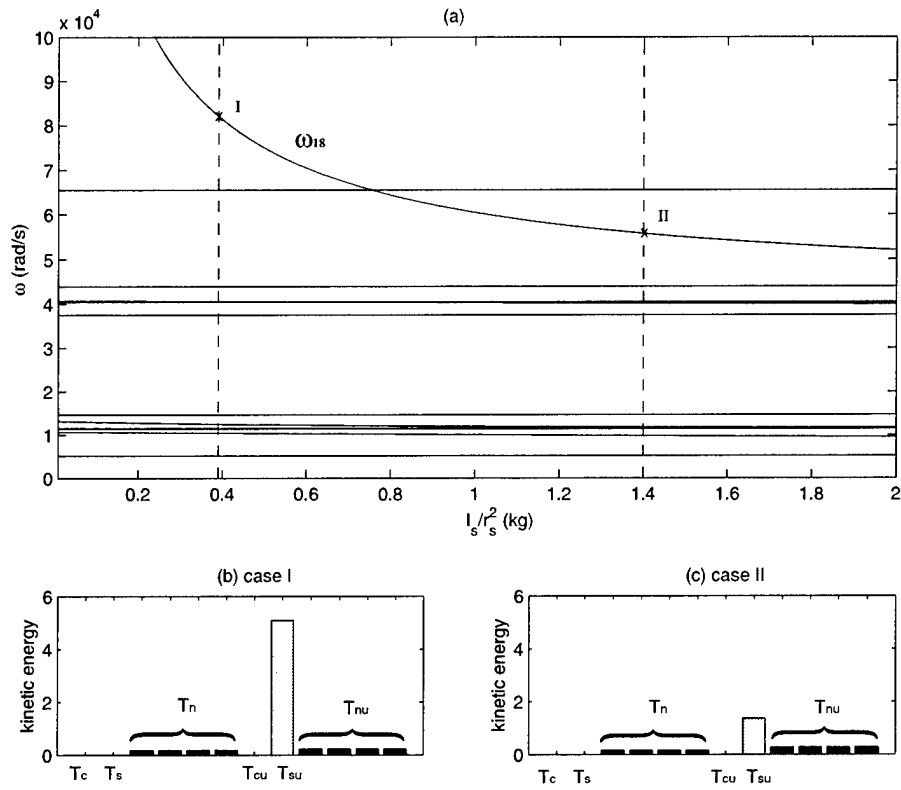 (a)
x 10⁴
10
9
8
7
6
5
4
3
2
1
0
ω (rad/s)
I
ω₁₈
II
0.2 0.4 0.6 0.8 1 1.2 1.4 1.6 1.8 2
Iₛ/rₛ² (kg)
(b) case I
6
4
2
0
kinetic energy
Tn
Tnu
Tc Ts Tcu Tsu
(c) case II
6
4
2
0
kinetic energy
Tn
Tnu
Tc Ts Tcu Tsu